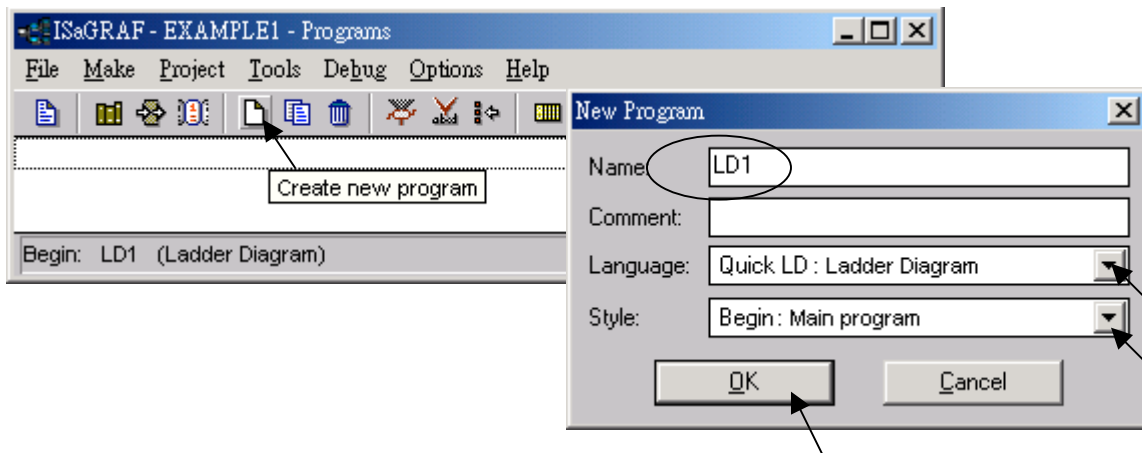 ISaGRAF - EXAMPLE1 - Programs
File Make Project Tools Debug Options Help
Create new program
Begin: LD1 (Ladder Diagram)
New Program
Name: LD1
Comment:
Language: Quick LD : Ladder Diagram
Style: Begin : Main program
OK Cancel